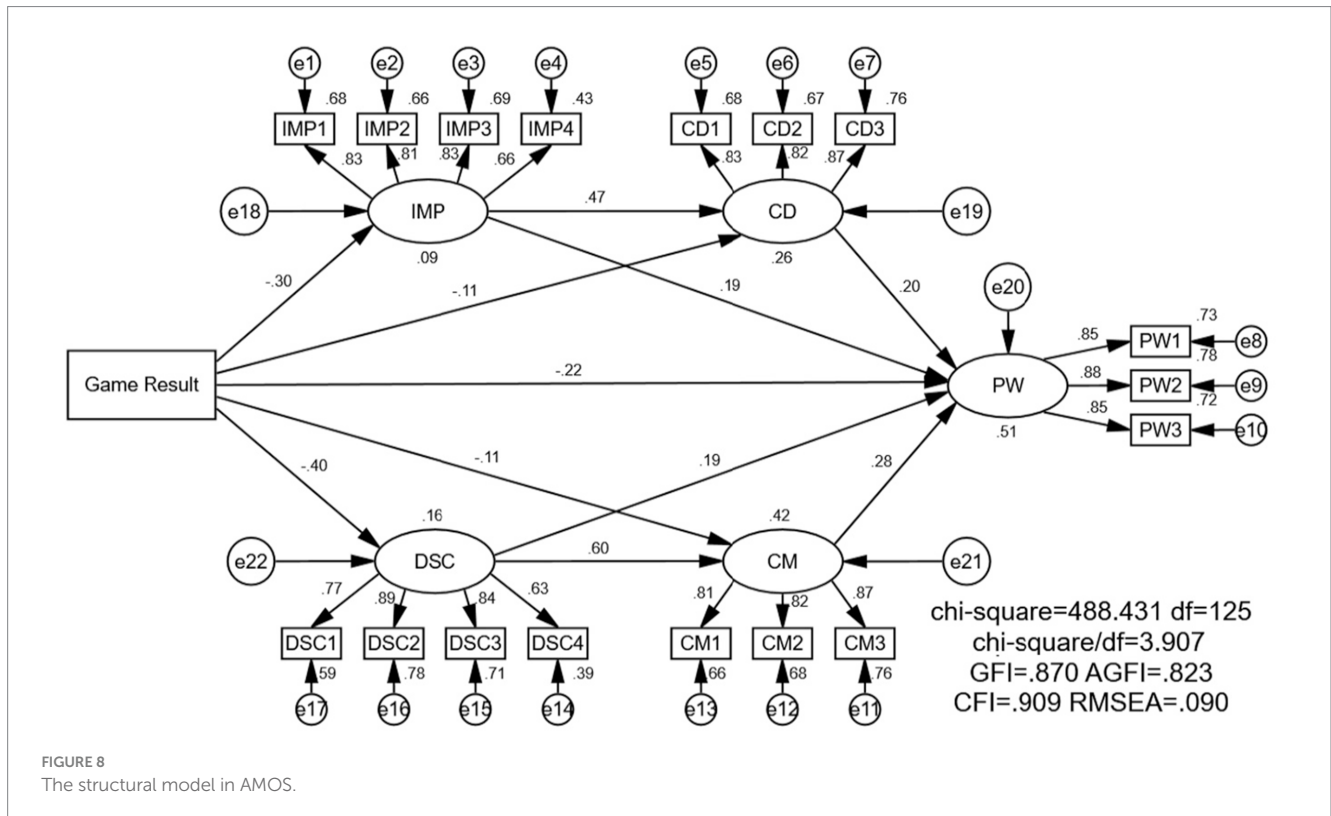 e1 e2 e3 e4 e5 e6 e7
.68 .66 .69 .43 .68 .67 .76
IMP1 IMP2 IMP3 IMP4 CD1 CD2 CD3
.83 .81 .83 .66 .83 .82 .87
e18 IMP .47 CD e19
.09 .26
-.30 -.11 .19 .20 e20
.73
.85 PW1 e8
.78
Game Result -.22 PW .88 PW2 e9
.72
.85 PW3 e10
.51
-.40 -.11 .19 .28
.16 .42
e22 DSC .60 CM e21
.77 .89 .84 .63 .81 .82 .87
DSC1 DSC2 DSC3 DSC4 CM1 CM2 CM3
.59 .78 .71 .39 .66 .68 .76
e17 e16 e15 e14 e13 e12 e11
chi-square=488.431 df=125
chi-square/df=3.907
GFI=.870 AGFI=.823
CFI=.909 RMSEA=.090
FIGURE 8
The structural model in AMOS.